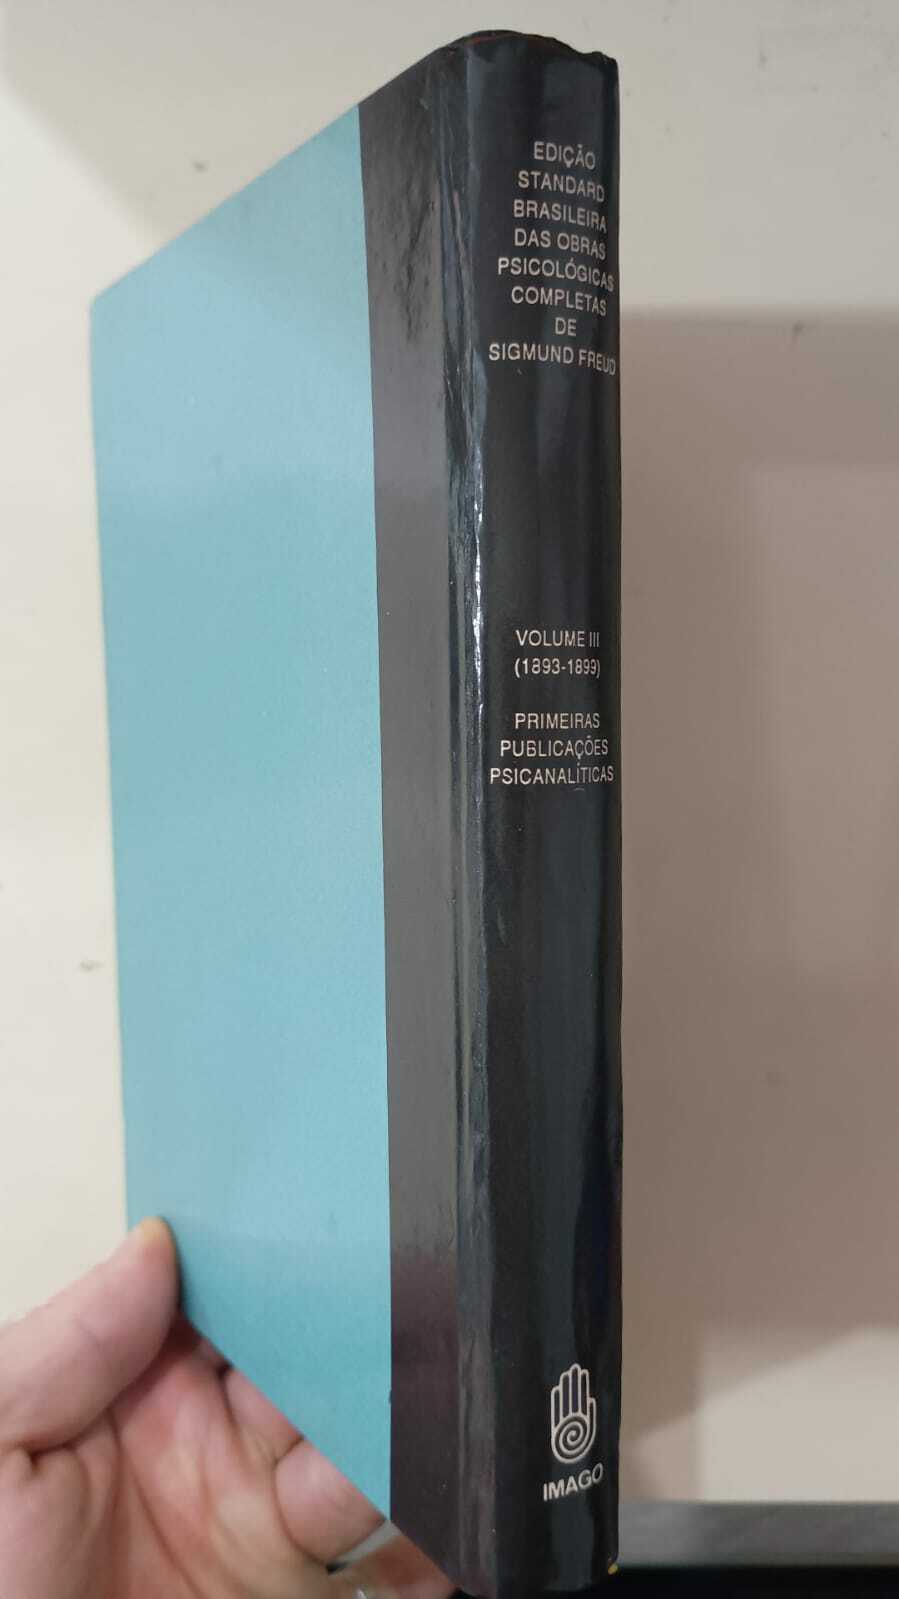 EDIÇÃO
STANDARD
BRASILEIRA
DAS OBRAS
PSICOLÓGICAS
COMPLETAS
DE
SIGMUND FREUD
VOLUME III
(1893-1899)
PRIMEIRAS
PUBLICAÇÕES
PSICANALÍTICAS
IMAGO